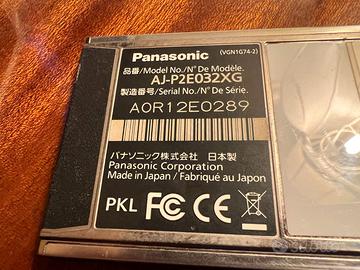 Panasonic (VGN1G74-2)
品番/Model No./N° De Modèle.
AJ-P2E032XG
製造番号/Serial No./N° De Série.
A0R12E0289
パナソニック株式会社 日本製
Panasonic Corporation
Made in Japan / Fabriqué au Japon
PKL FC CE